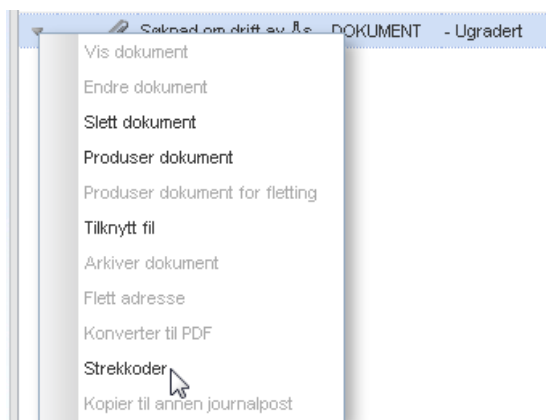 Søknad om drift av Ås DOKUMENT - Ugradert
Vis dokument
Endre dokument
Slett dokument
Produser dokument
Produser dokument for fletting
Tilknytt fil
Arkiver dokument
Flett adresse
Konverter til PDF
Strekkoder
Kopier til annen journalpost